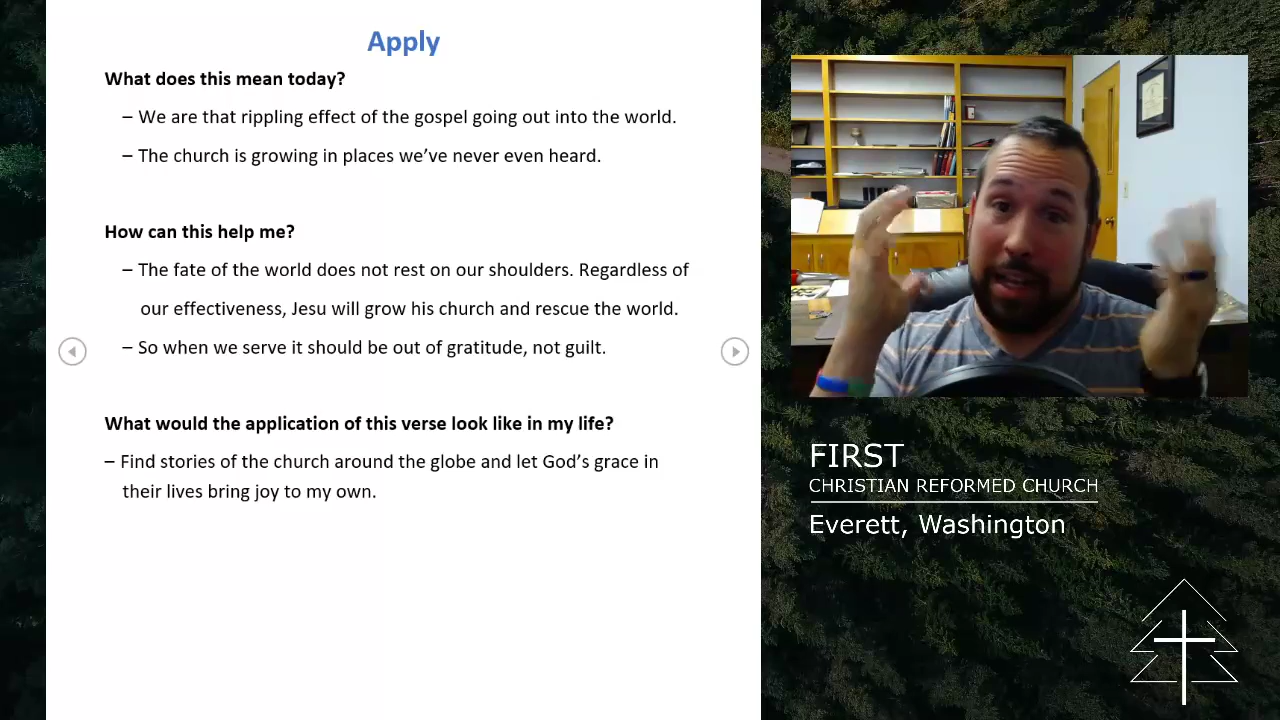 Apply
What does this mean today?
– We are that rippling effect of the gospel going out into the world.
– The church is growing in places we’ve never even heard.
How can this help me?
– The fate of the world does not rest on our shoulders. Regardless of
our effectiveness, Jesu will grow his church and rescue the world.
– So when we serve it should be out of gratitude, not guilt.
What would the application of this verse look like in my life?
– Find stories of the church around the globe and let God’s grace in
their lives bring joy to my own.
FIRST
CHRISTIAN REFORMED CHURCH
Everett, Washington